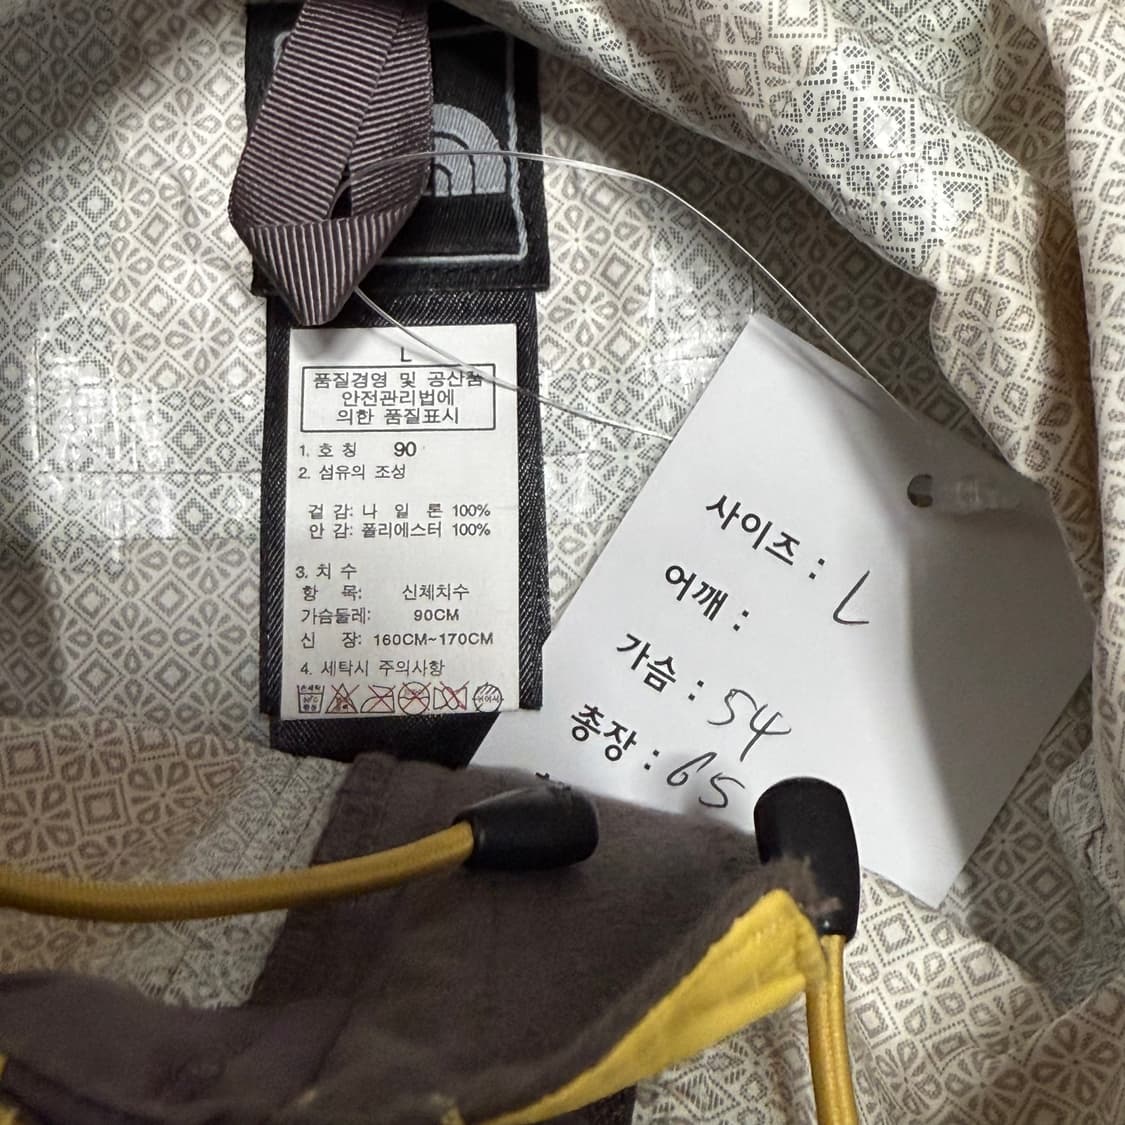 L
품질경영 및 공산품
안전관리법에
의한 품질표시
1. 호 칭 90
2. 섬유의 조성
겉 감: 나 일 론 100%
안 감: 폴리에스터 100%
3. 치 수
항 목: 신체치수
가슴둘레: 90CM
신 장: 160CM~170CM
4. 세탁시 주의사항
사이즈 : L
어깨 :
가슴 : 54
총장 : 65